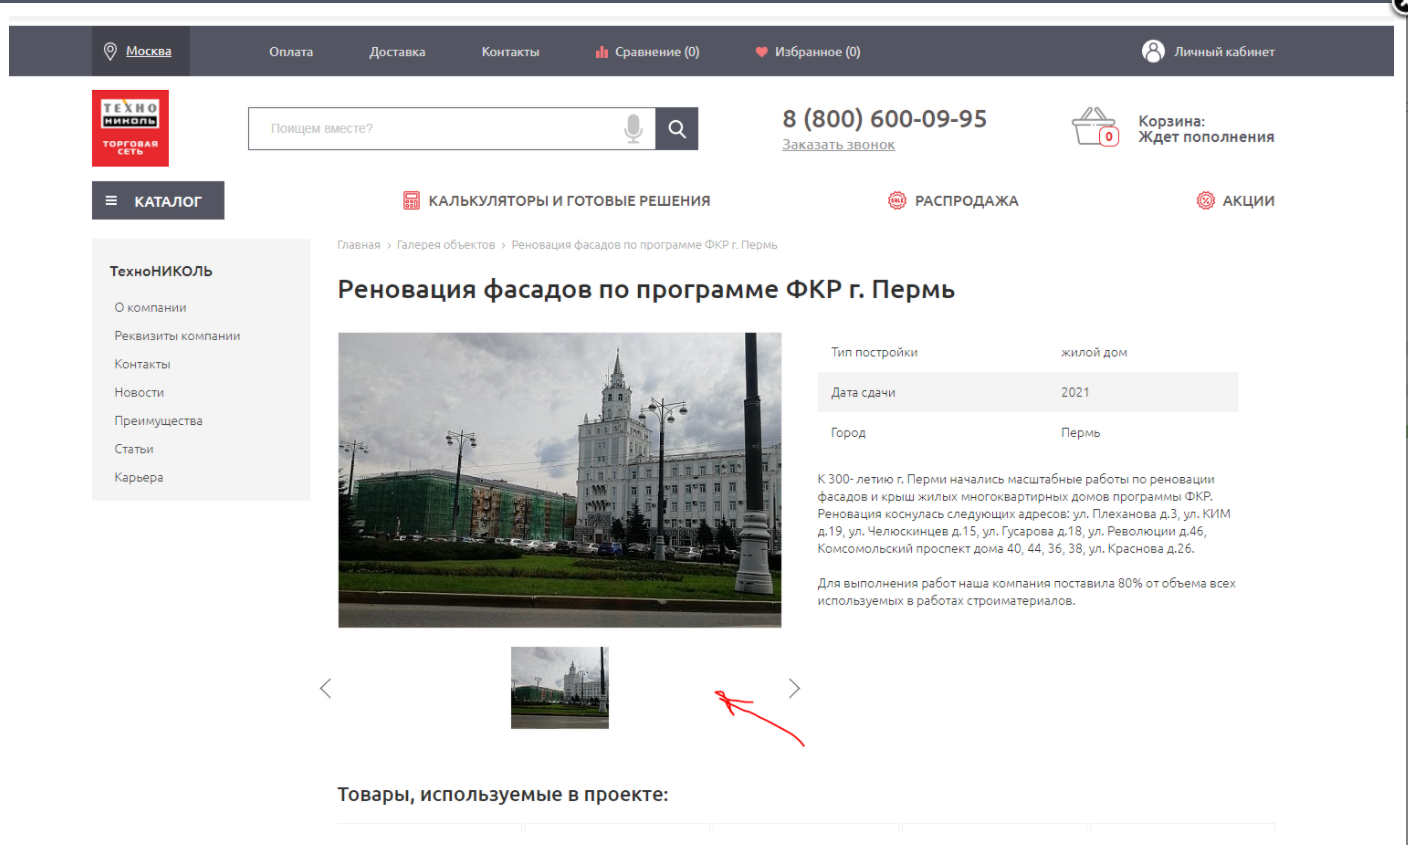 Москва
Оплата
Доставка
Контакты
Сравнение (0)
Избранное (0)
Личный кабинет
ТЕХНО
НИКОЛЬ
ТОРГОВАЯ
СЕТЬ
Поищем вместе?
8 (800) 600-09-95
Заказать звонок
0
Корзина:
Ждет пополнения
КАТАЛОГ
КАЛЬКУЛЯТОРЫ И ГОТОВЫЕ РЕШЕНИЯ
SALE
РАСПРОДАЖА
%
АКЦИИ
Главная › Галерея объектов › Реновация фасадов по программе ФКР г. Пермь
ТехноНИКОЛЬ
О компании
Реквизиты компании
Контакты
Новости
Преимущества
Статьи
Карьера
Реновация фасадов по программе ФКР г. Пермь
Тип постройки жилой дом
Дата сдачи 2021
Город Пермь
К 300- летию г. Перми начались масштабные работы по реновации
фасадов и крыш жилых многоквартирных домов программы ФКР.
Реновация коснулась следующих адресов: ул. Плеханова д.3, ул. КИМ
д.19, ул. Челюскинцев д.15, ул. Гусарова д.18, ул. Революции д.46,
Комсомольский проспект дома 40, 44, 36, 38, ул. Краснова д.26.
Для выполнения работ наша компания поставила 80% от объема всех
используемых в работах строиматериалов.
Товары, используемые в проекте: